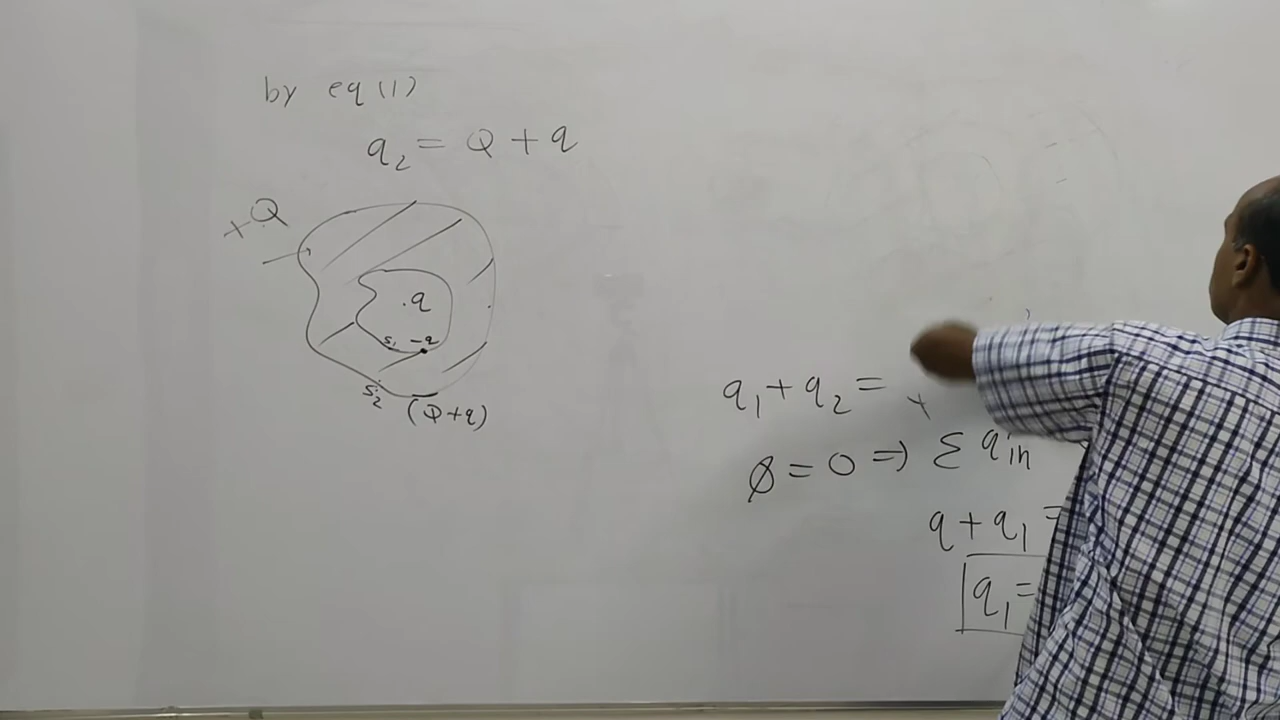 by eq (1)
q₂ = Q + q
+Q
.q
S₁ -q
S₂
(Q+q)
q₁ + q₂ = +
ϕ = 0 ⇒ Σ qin
q + q₁ =
q₁ =